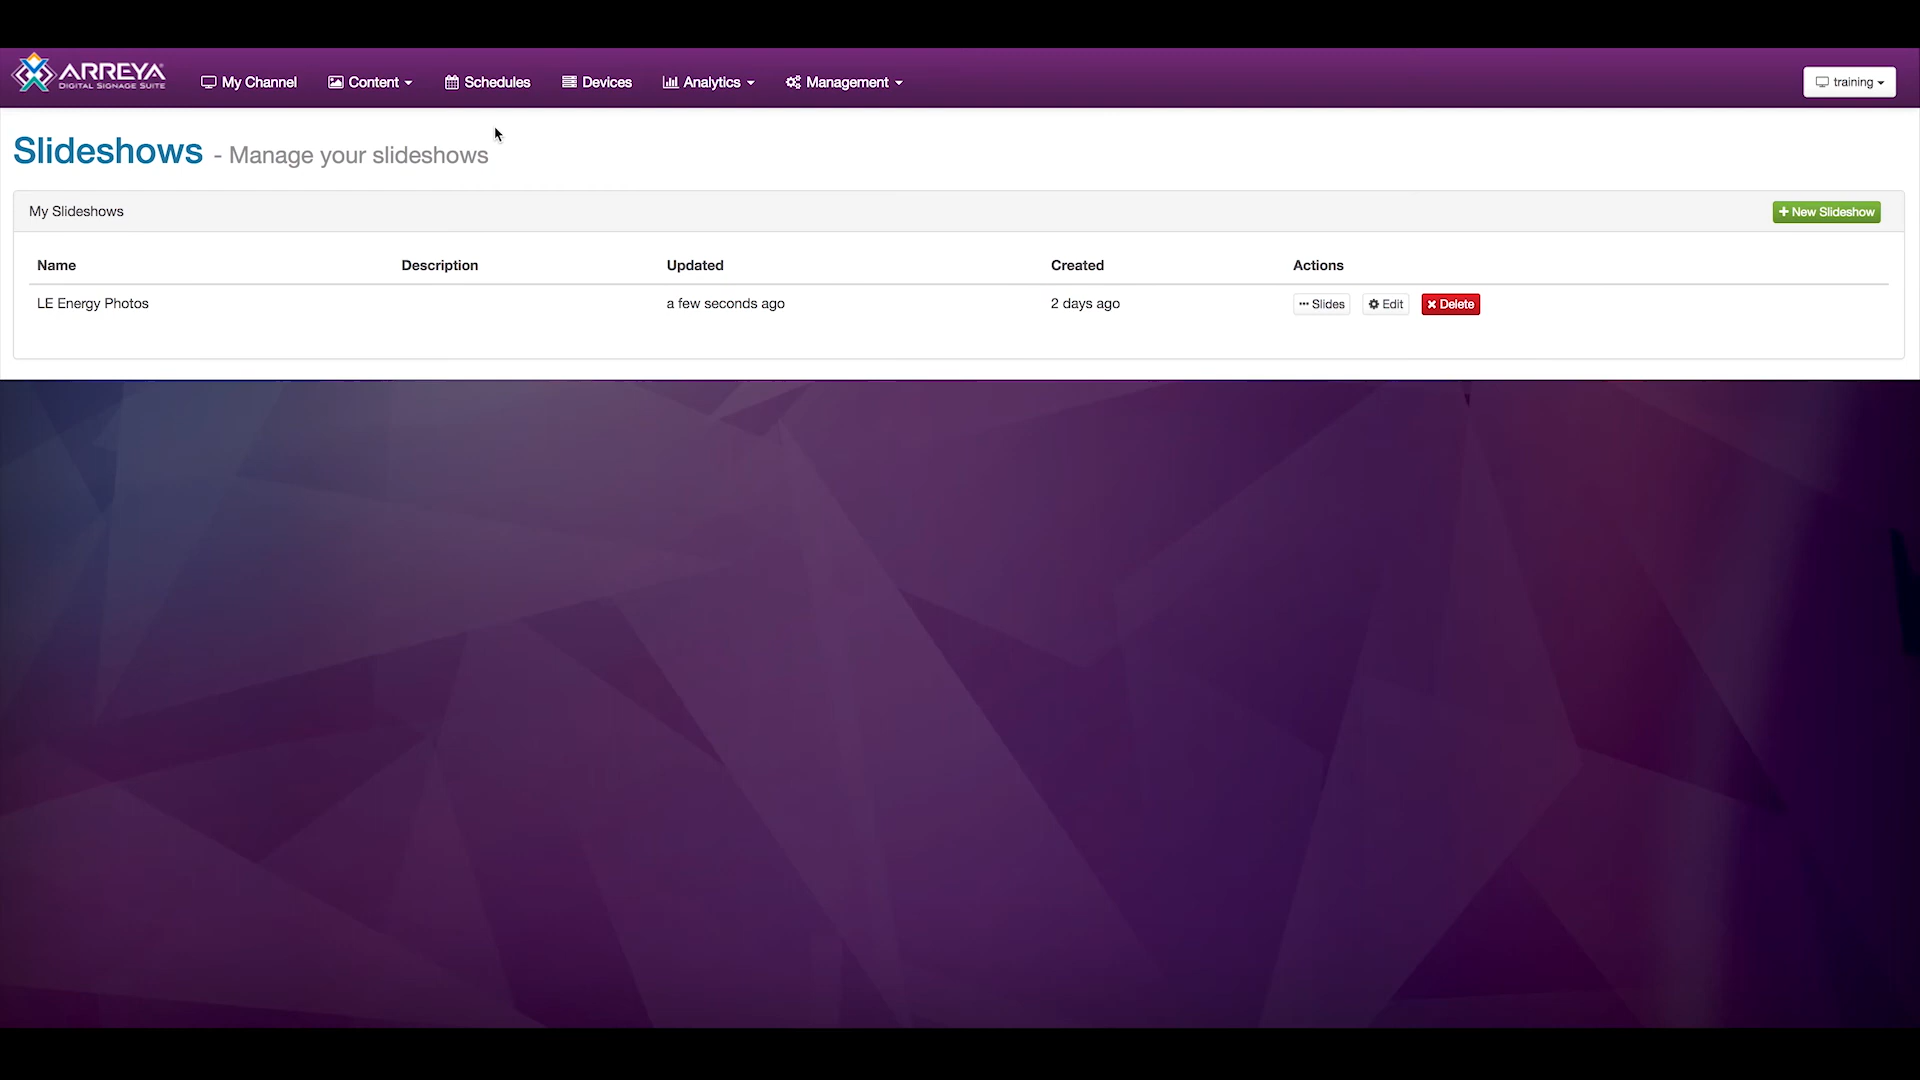 ARREYA
DIGITAL SIGNAGE SUITE
My Channel Content Schedules Devices Analytics Management training
Slideshows - Manage your slideshows
My Slideshows + New Slideshow
Name Description Updated Created Actions
LE Energy Photos a few seconds ago 2 days ago Slides Edit Delete